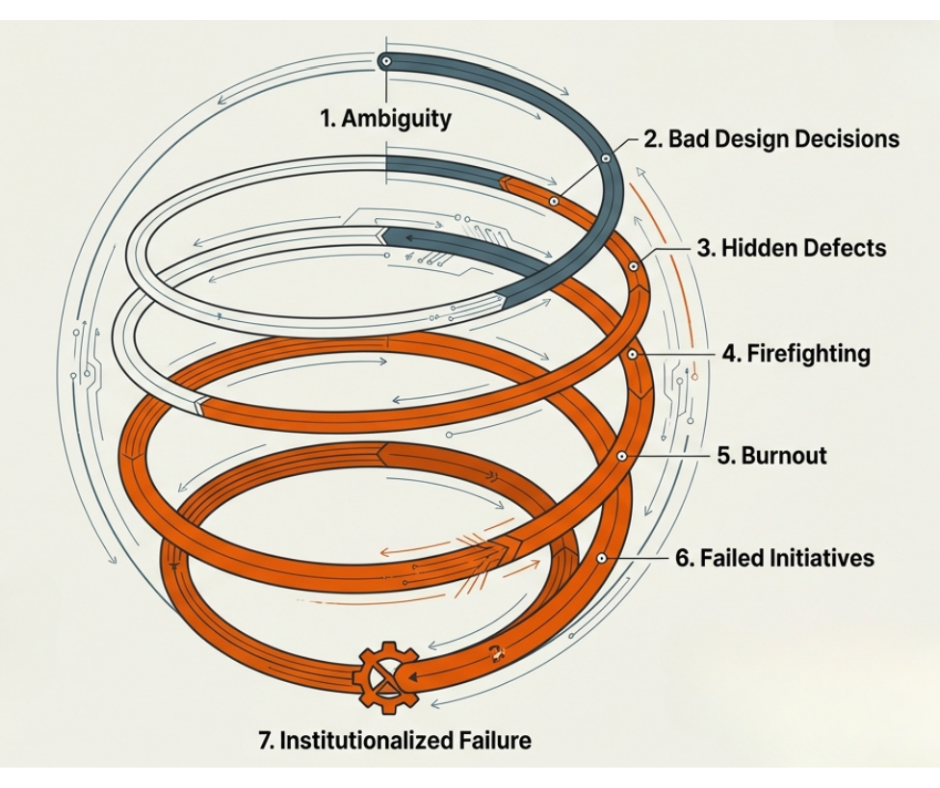 1. Ambiguity
2. Bad Design Decisions
3. Hidden Defects
4. Firefighting
5. Burnout
6. Failed Initiatives
7. Institutionalized Failure